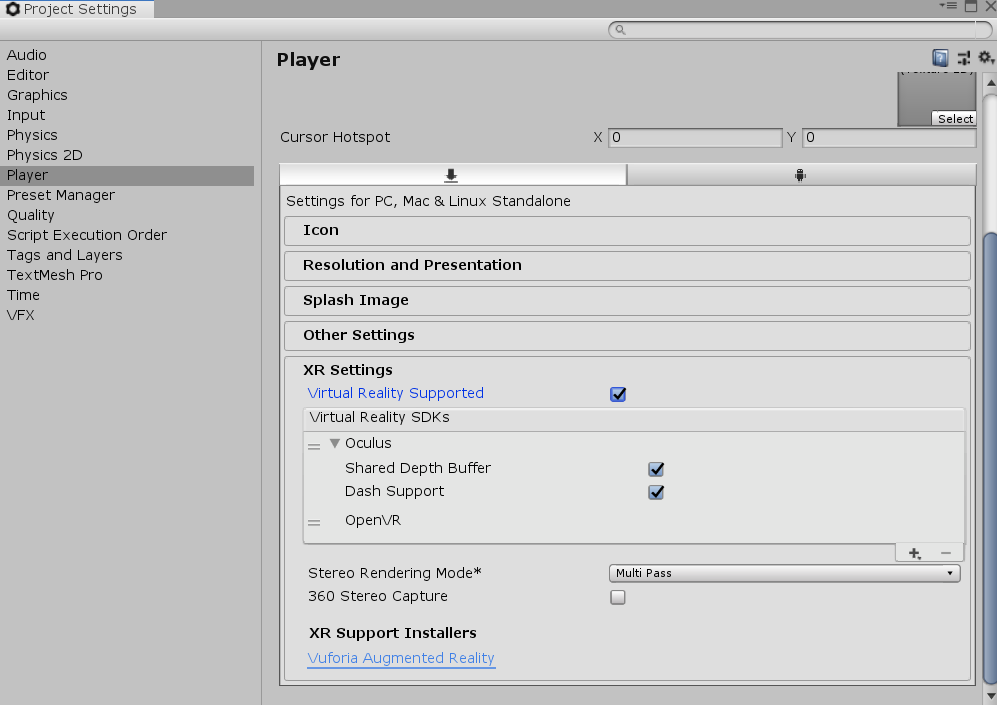 Project Settings
Audio
Editor
Graphics
Input
Physics
Physics 2D
Player
Preset Manager
Quality
Script Execution Order
Tags and Layers
TextMesh Pro
Time
VFX
Player
Select
Cursor Hotspot X 0 Y 0
Settings for PC, Mac & Linux Standalone
Icon
Resolution and Presentation
Splash Image
Other Settings
XR Settings
Virtual Reality Supported
Virtual Reality SDKs
Oculus
Shared Depth Buffer
Dash Support
OpenVR
Stereo Rendering Mode* Multi Pass
360 Stereo Capture
XR Support Installers
Vuforia Augmented Reality